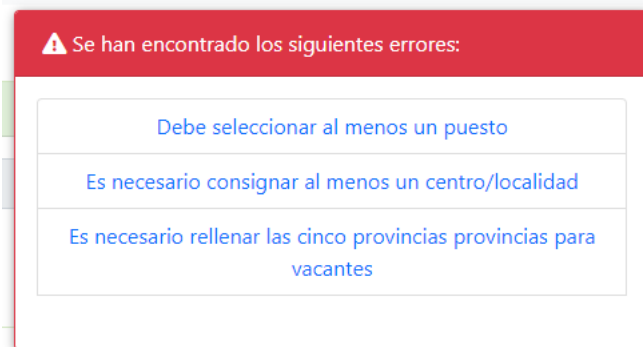 Se han encontrado los siguientes errores:
Debe seleccionar al menos un puesto
Es necesario consignar al menos un centro/localidad
Es necesario rellenar las cinco provincias provincias para
vacantes